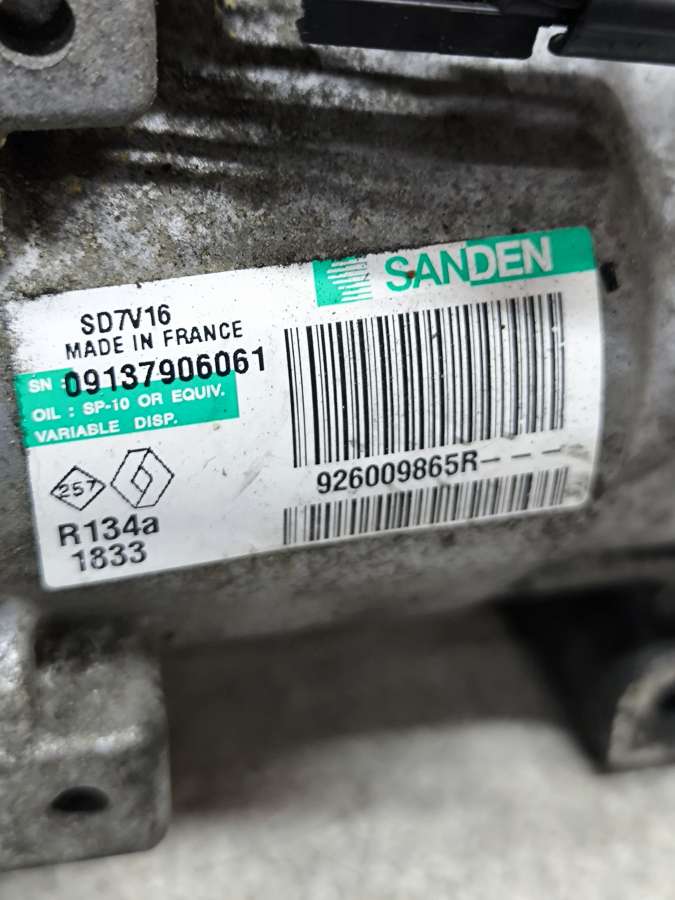 SANDEN
SD7V16
MADE IN FRANCE
SN : 09137906061
OIL : SP-10 OR EQUIV.
VARIABLE DISP.
926009865R- - - -
257
R134a
1833